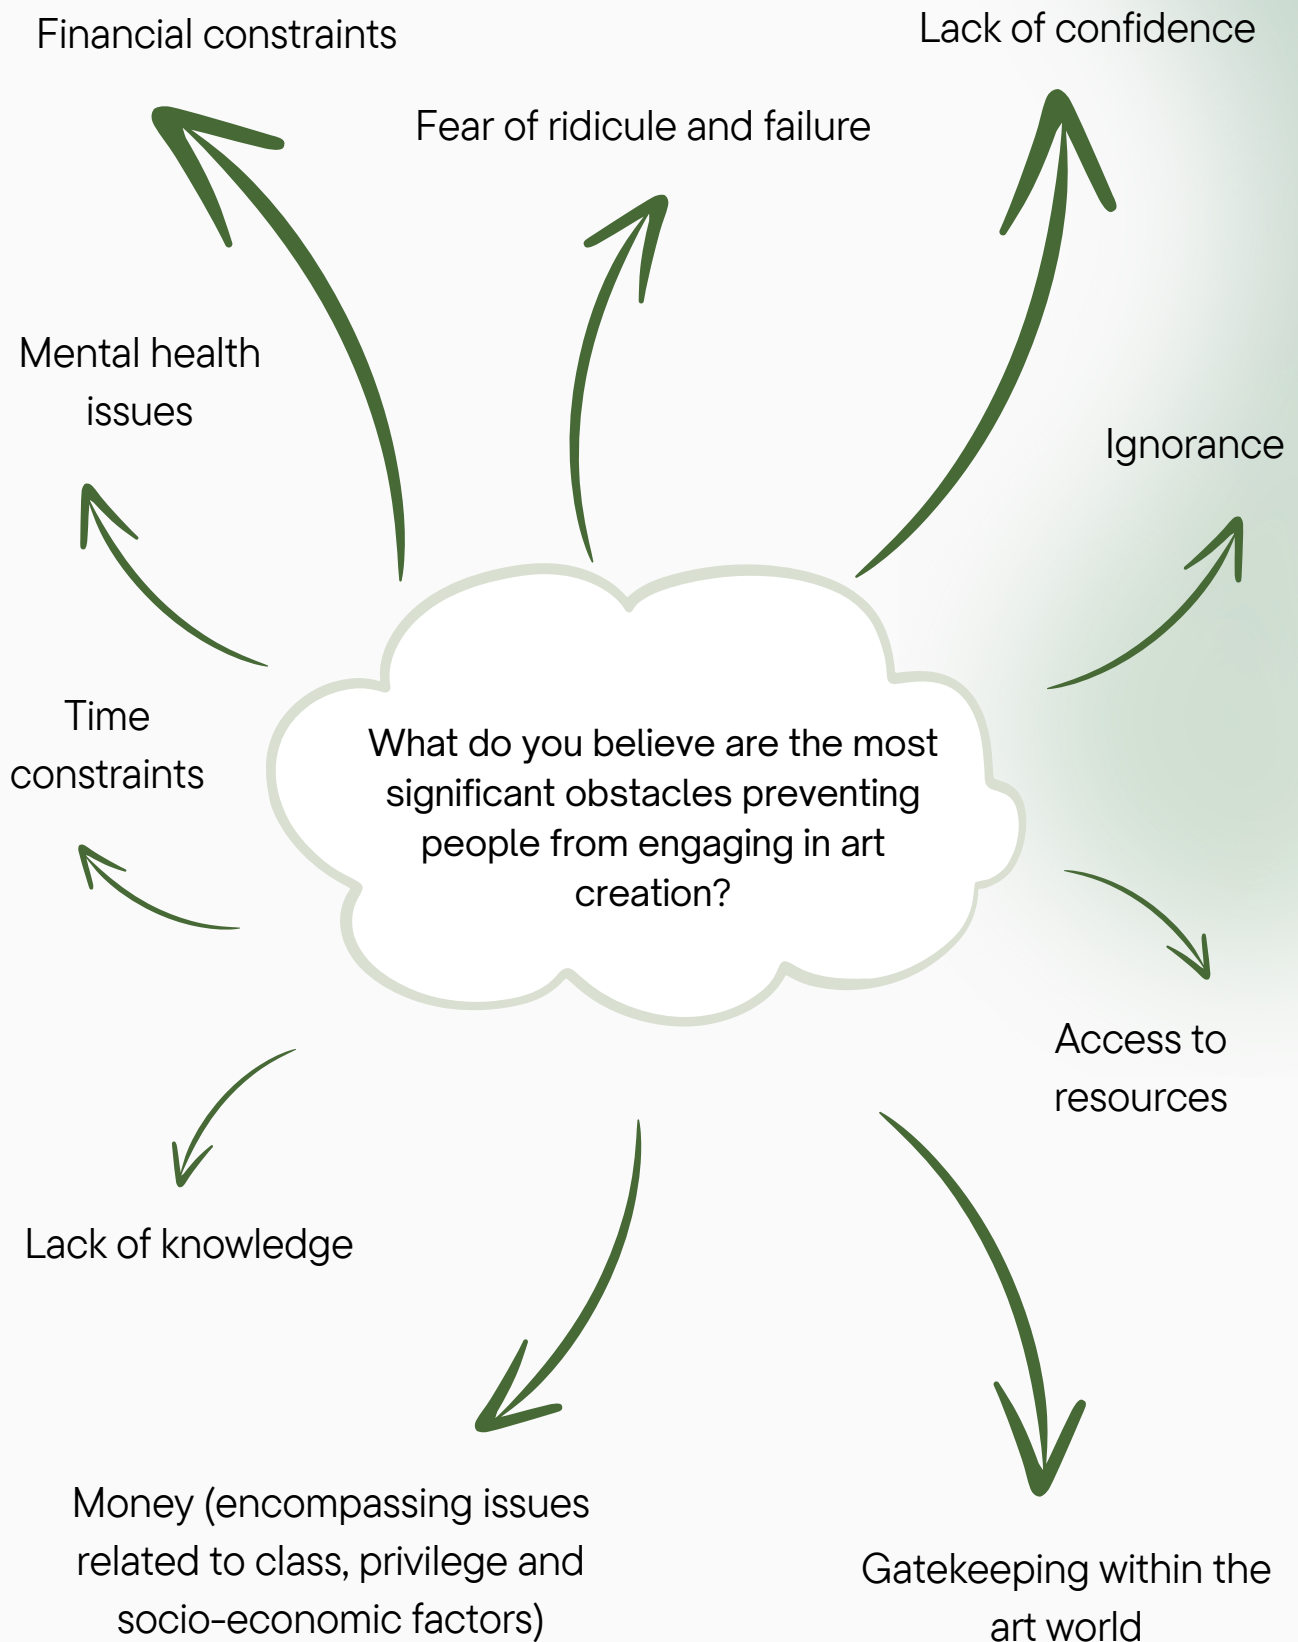 Financial constraints
Lack of confidence
Fear of ridicule and failure
Mental health
issues
Ignorance
Time
constraints
What do you believe are the most
significant obstacles preventing
people from engaging in art
creation?
Access to
resources
Lack of knowledge
Money (encompassing issues
related to class, privilege and
socio-economic factors)
Gatekeeping within the
art world